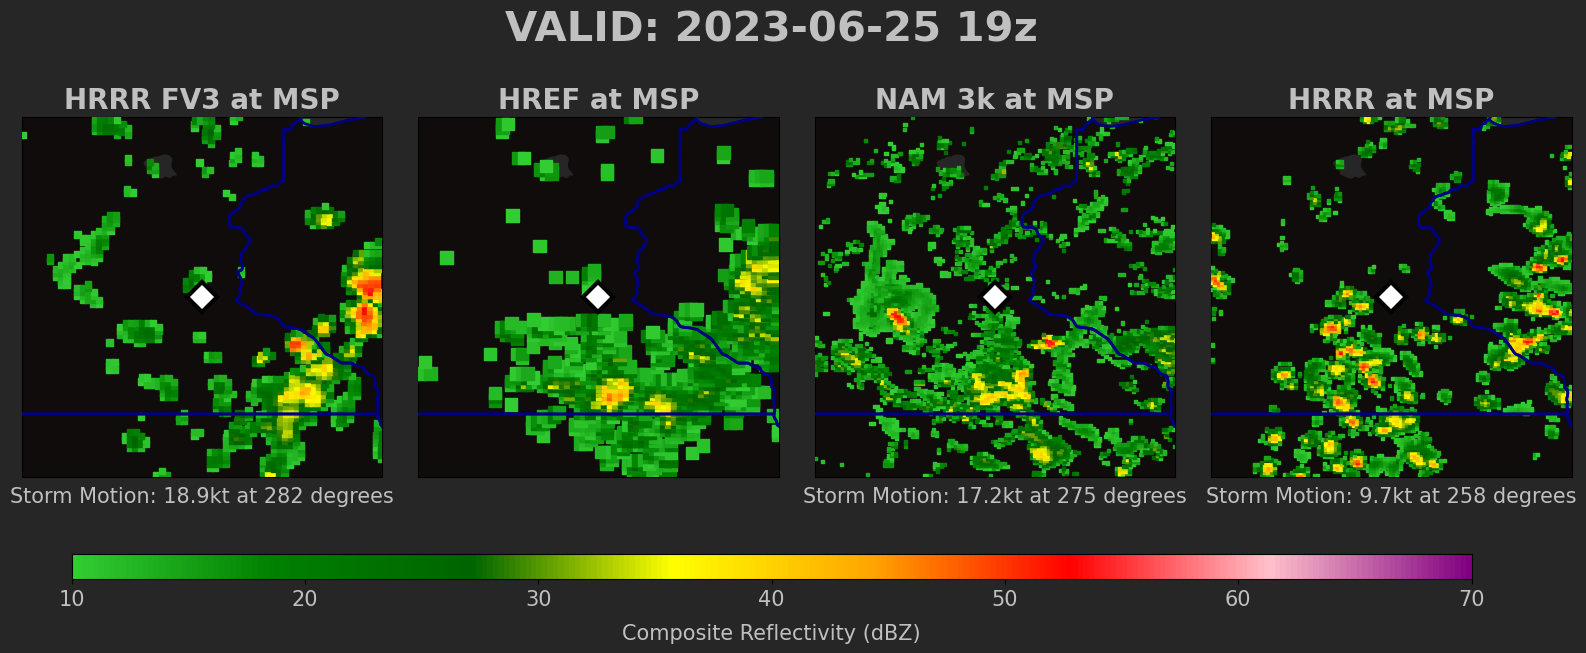 VALID: 2023-06-25 19z
HRRR FV3 at MSP
HREF at MSP
NAM 3k at MSP
HRRR at MSP
Storm Motion: 18.9kt at 282 degrees
Storm Motion: 17.2kt at 275 degrees
Storm Motion: 9.7kt at 258 degrees
10 20 30 40 50 60 70
Composite Reflectivity (dBZ)